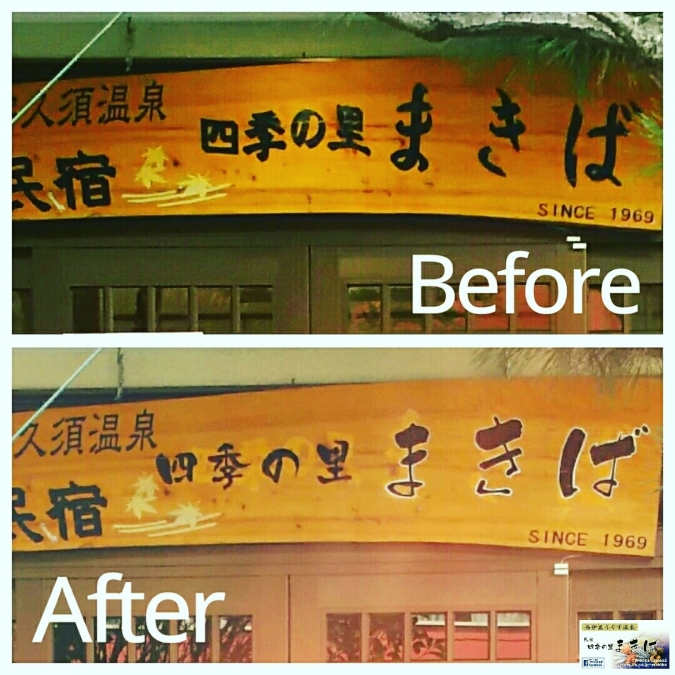 久須温泉
民宿
四季の里 まきば
SINCE 1969
Before
久須温泉
民宿
四季の里 まきば
SINCE 1969
After
四季の里 まきば